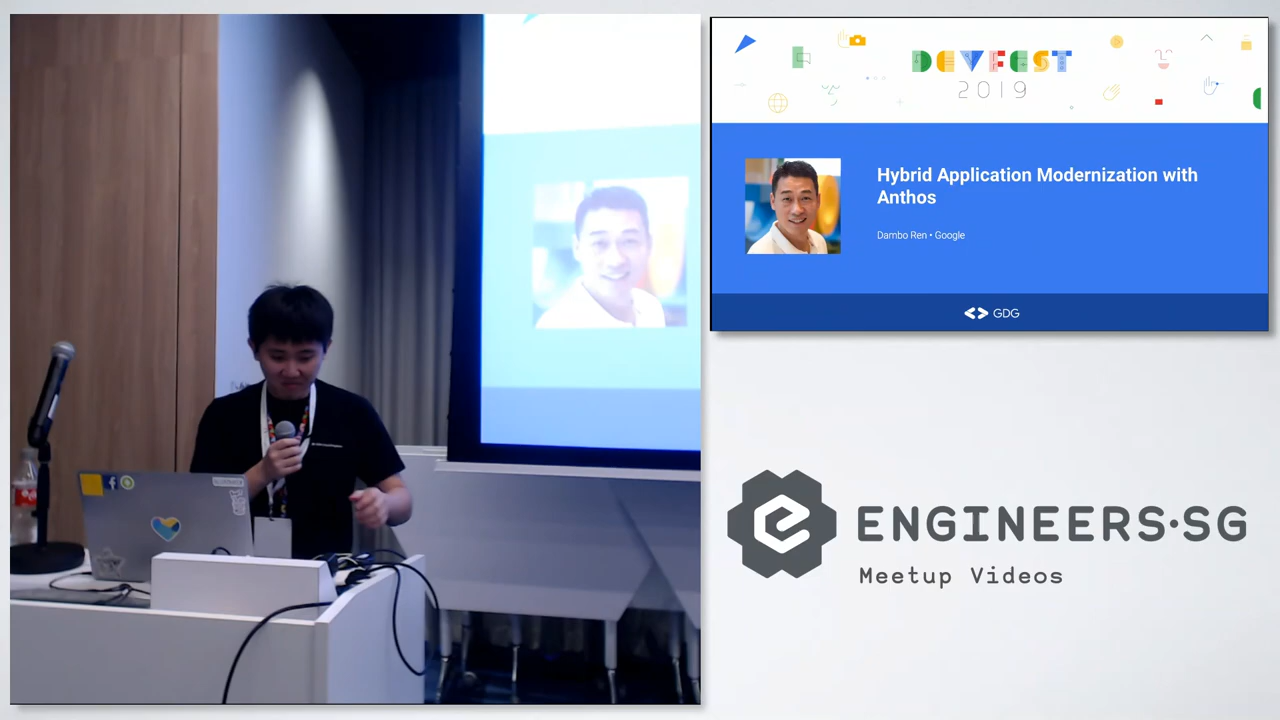 DEVFEST
2019
Hybrid Application Modernization with
Anthos
Dambo Ren • Google
GDG
ENGINEERS·SG
Meetup Videos